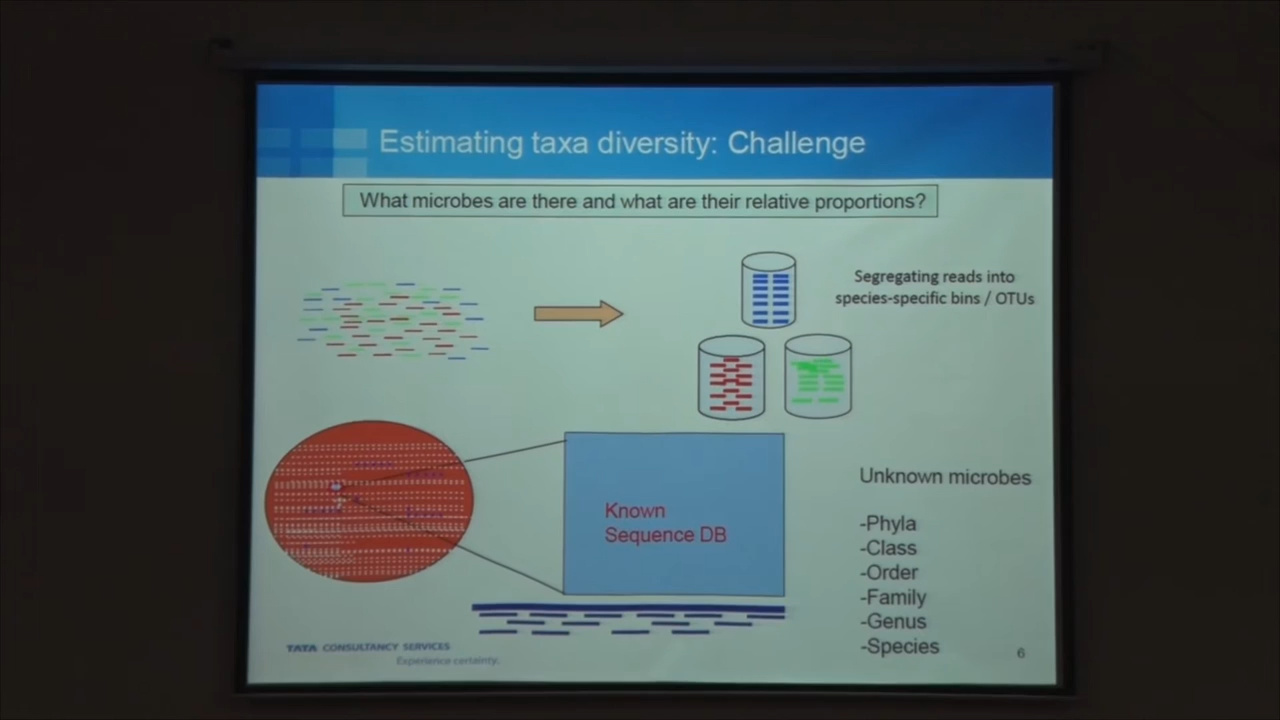 Estimating taxa diversity: Challenge
What microbes are there and what are their relative proportions?
Segregating reads into
species-specific bins / OTUs
Known
Sequence DB
Unknown microbes
-Phyla
-Class
-Order
-Family
-Genus
-Species
TATA CONSULTANCY SERVICES
Experience certainty.
6